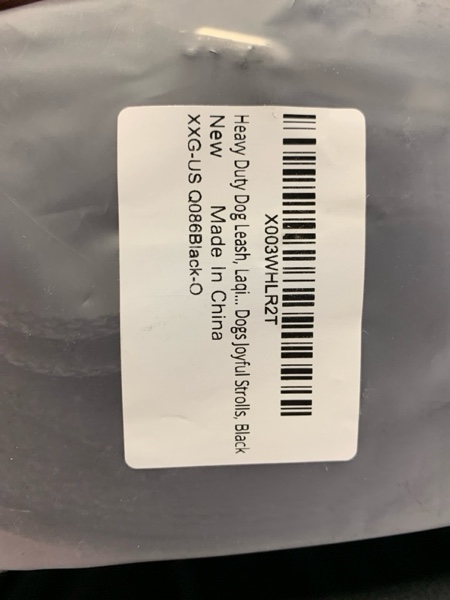 X003WHLR2T
Heavy Duty Dog Leash, Laqi... Dogs Joyful Strolls, Black
New Made In China
XXG-US Q086Black-O